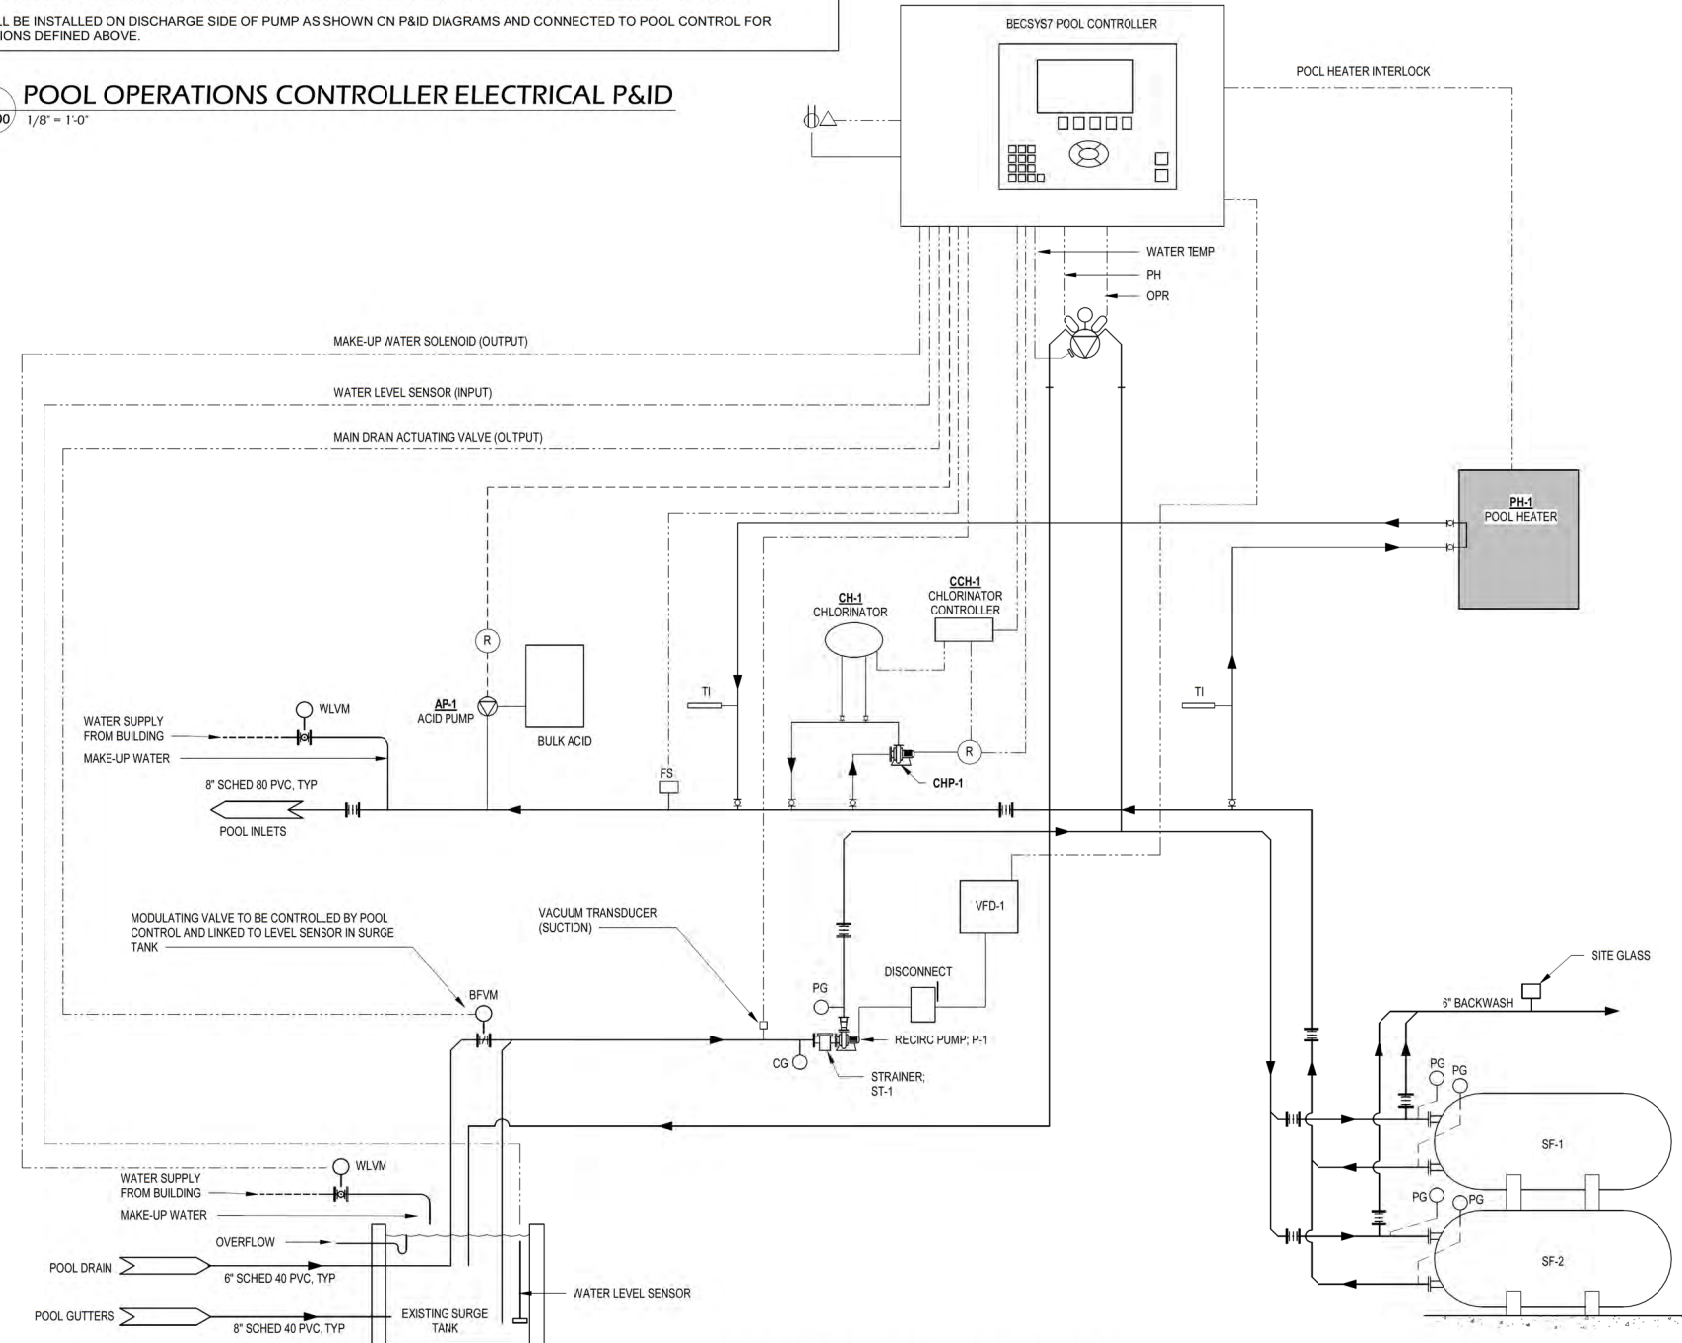 LL BE INSTALLED ON DISCHARGE SIDE OF PUMP AS SHOWN ON P&ID DIAGRAMS AND CONNECTED TO POOL CONTROL FOR
IONS DEFINED ABOVE.
00
POOL OPERATIONS CONTROLLER ELECTRICAL P&ID
1/8" = 1'-0"
BECSYS7 POOL CONTROLLER
POOL HEATER INTERLOCK
WATER TEMP
PH
OPR
MAKE-UP WATER SOLENOID (OUTPUT)
WATER LEVEL SENSOR (INPUT)
MAIN DRAN ACTUATING VALVE (OUTPUT)
PH-1
POOL HEATER
CH-1
CHLORINATOR
CCH-1
CHLORINATOR
CONTROLLER
R
AP-1
ACID PUMP
BULK ACID
TI
TI
WLVM
WATER SUPPLY
FROM BUILDING
MAKE-UP WATER
R
CHP-1
FS
8" SCHED 80 PVC, TYP
POOL INLETS
MODULATING VALVE TO BE CONTROLLED BY POOL
CONTROL AND LINKED TO LEVEL SENSOR IN SURGE
TANK
VACUUM TRANSDUCER
(SUCTION)
VFD-1
DISCONNECT
BFVM
PG
RECIRC PUMP; P-1
CG
STRAINER;
ST-1
SITE GLASS
6" BACKWASH
PG
PG
SF-1
PG
PG
SF-2
WLVM
WATER SUPPLY
FROM BUILDING
MAKE-UP WATER
OVERFLOW
POOL DRAIN
6" SCHED 40 PVC, TYP
WATER LEVEL SENSOR
POOL GUTTERS
8" SCHED 40 PVC, TYP
EXISTING SURGE
TANK